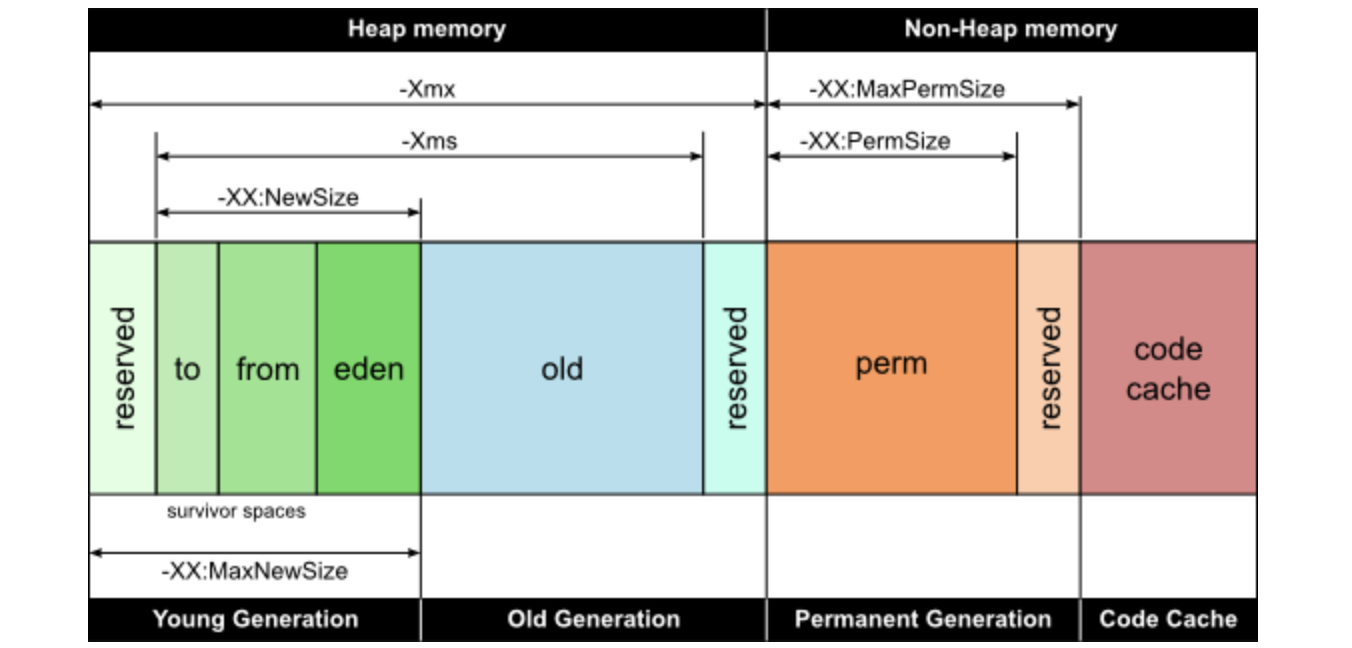 Heap memory
Non-Heap memory
-Xmx
-XX:MaxPermSize
-Xms
-XX:PermSize
-XX:NewSize
reserved
to
from
eden
old
reserved
perm
reserved
code
cache
survivor spaces
-XX:MaxNewSize
Young Generation
Old Generation
Permanent Generation
Code Cache